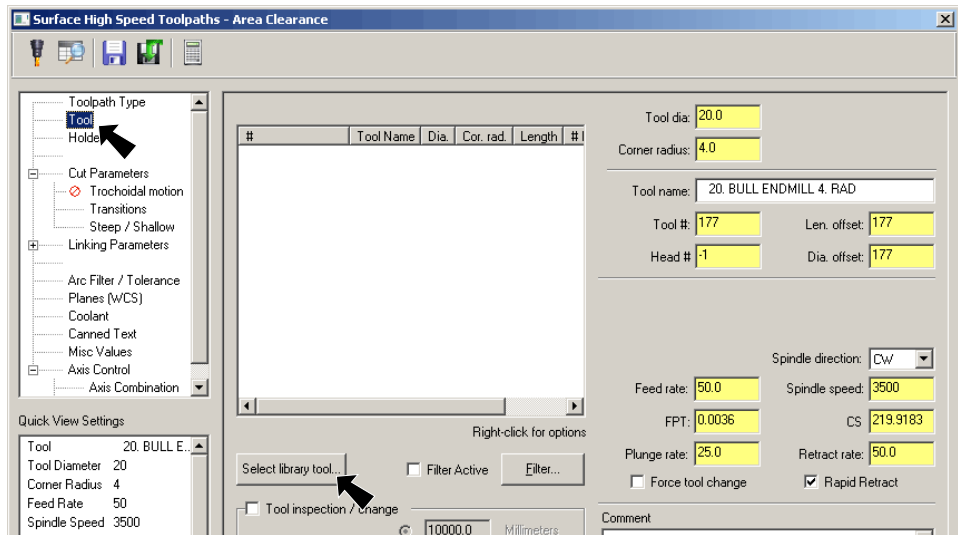 Surface High Speed Toolpaths - Area Clearance
Toolpath Type
Tool
Holde
Cut Parameters
Trochoidal motion
Transitions
Steep / Shallow
Linking Parameters
Arc Filter / Tolerance
Planes (WCS)
Coolant
Canned Text
Misc Values
Axis Control
Axis Combination
Quick View Settings
Tool 20. BULL E..
Tool Diameter 20
Corner Radius 4
Feed Rate 50
Spindle Speed 3500
# Tool Name Dia. Cor. rad. Length #
Right-click for options
Select library tool... Filter Active Filter...
Tool inspection / change
10000.0 Millimeters
Tool dia: 20.0
Corner radius: 4.0
Tool name: 20. BULL ENDMILL 4. RAD
Tool #: 177 Len. offset: 177
Head # -1 Dia. offset: 177
Spindle direction: CW
Feed rate: 50.0 Spindle speed: 3500
FPT: 0.0036 CS 219.9183
Plunge rate: 25.0 Retract rate: 50.0
Force tool change Rapid Retract
Comment